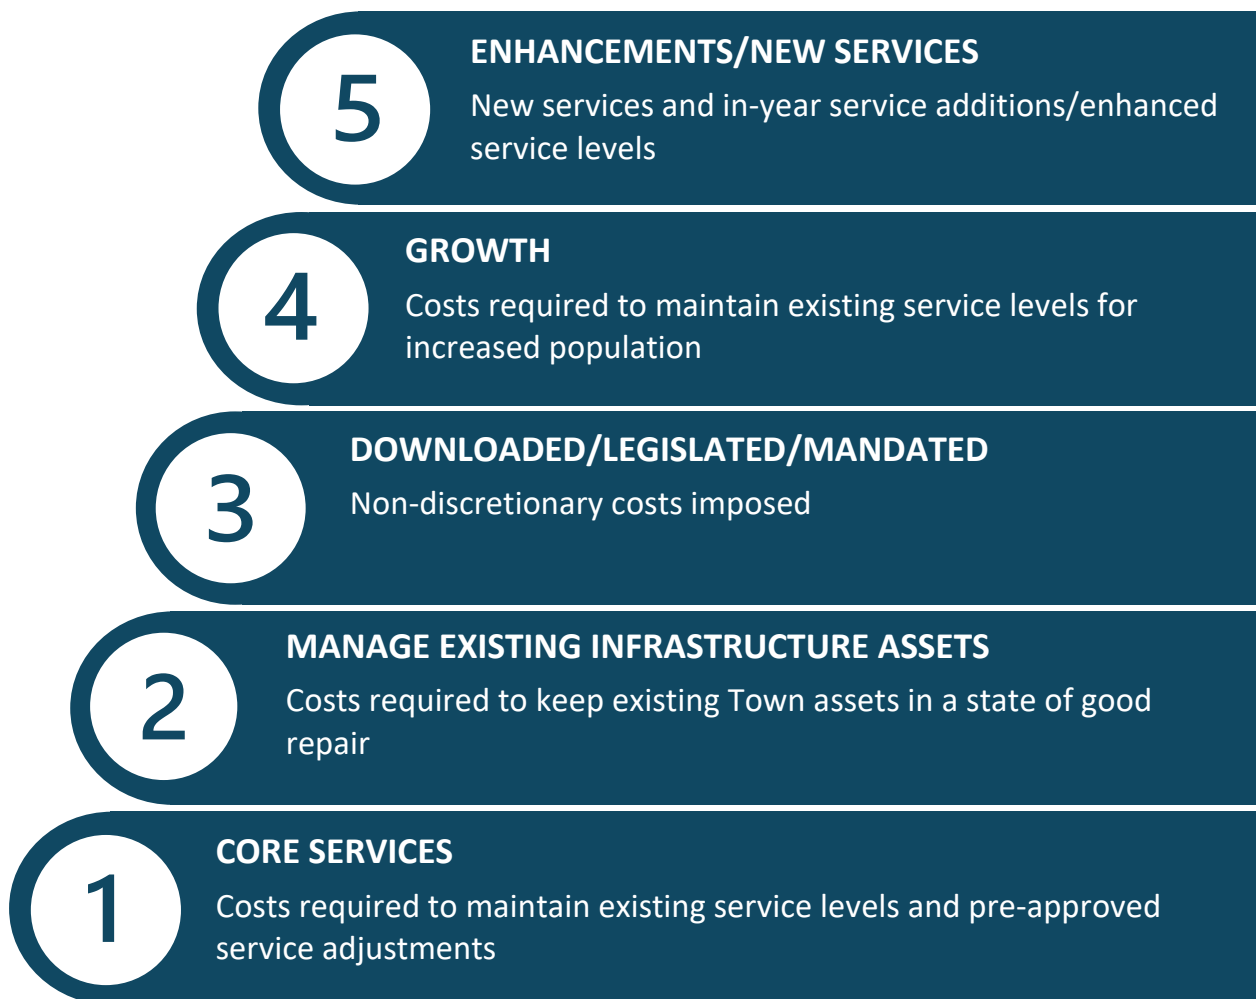 5
ENHANCEMENTS/NEW SERVICES
New services and in-year service additions/enhanced
service levels
4
GROWTH
Costs required to maintain existing service levels for
increased population
3
DOWNLOADED/LEGISLATED/MANDATED
Non-discretionary costs imposed
2
MANAGE EXISTING INFRASTRUCTURE ASSETS
Costs required to keep existing Town assets in a state of good
repair
1
CORE SERVICES
Costs required to maintain existing service levels and pre-approved
service adjustments